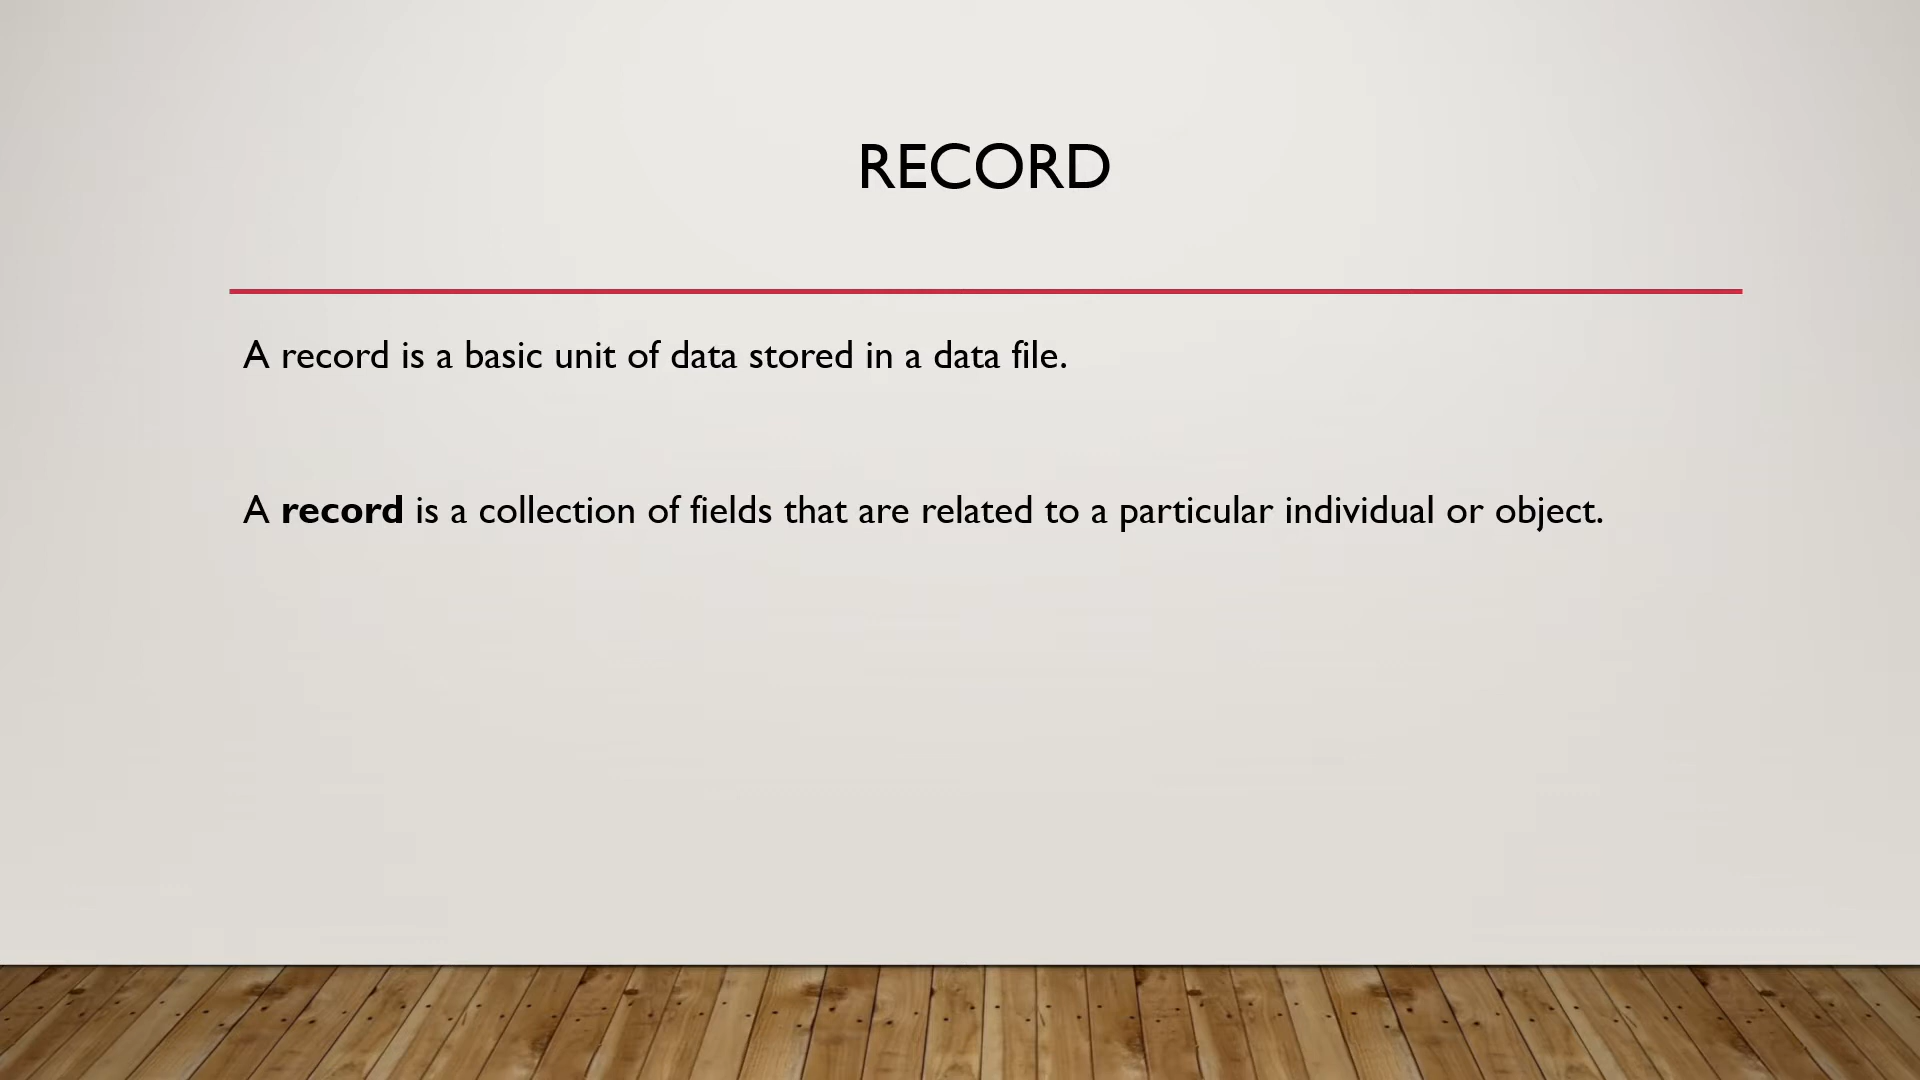 RECORD
A record is a basic unit of data stored in a data file.
A record is a collection of fields that are related to a particular individual or object.